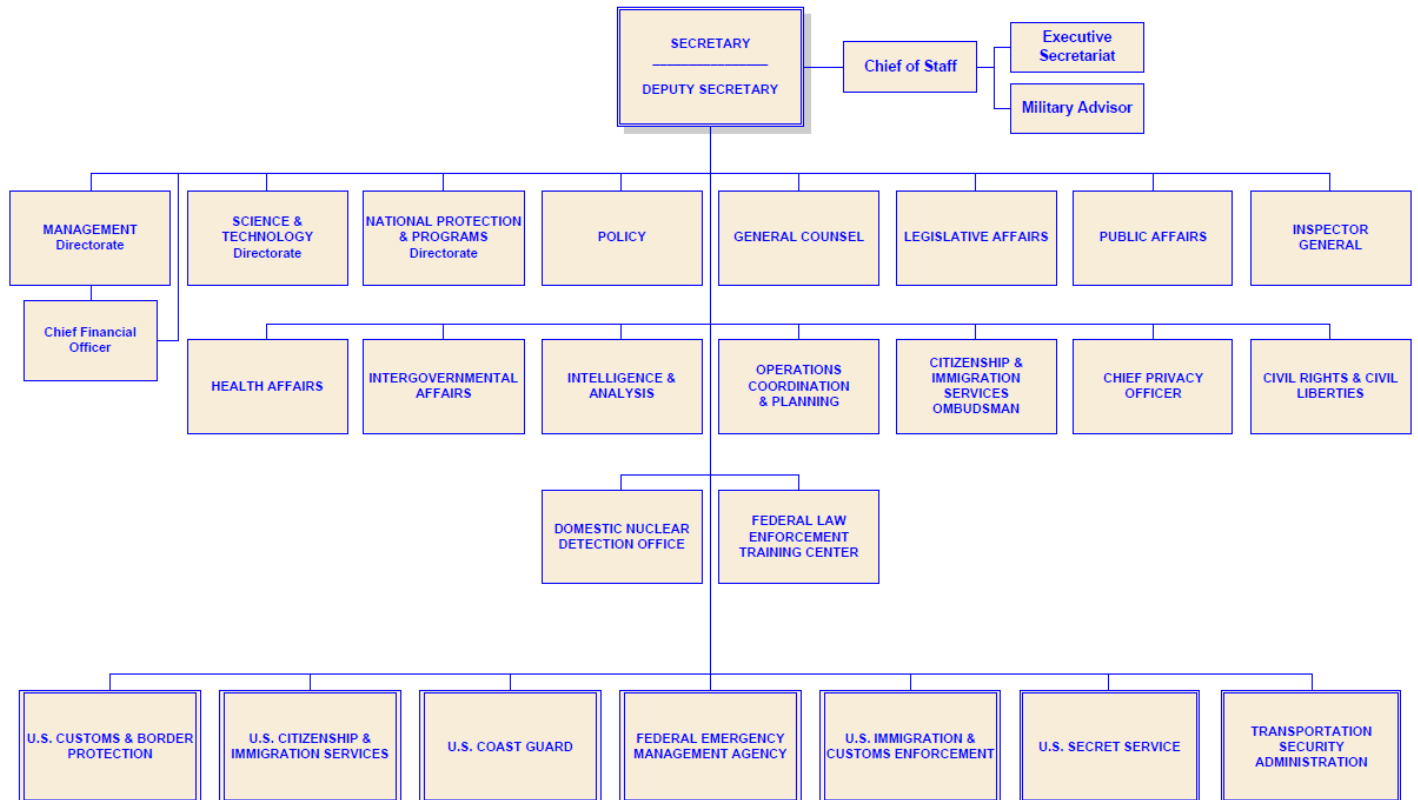 SECRETARY
________________
DEPUTY SECRETARY
Chief of Staff
Executive
Secretariat
Military Advisor
MANAGEMENT
Directorate
SCIENCE &
TECHNOLOGY
Directorate
NATIONAL PROTECTION
& PROGRAMS
Directorate
POLICY
GENERAL COUNSEL
LEGISLATIVE AFFAIRS
PUBLIC AFFAIRS
INSPECTOR
GENERAL
Chief Financial
Officer
HEALTH AFFAIRS
INTERGOVERNMENTAL
AFFAIRS
INTELLIGENCE &
ANALYSIS
OPERATIONS
COORDINATION
& PLANNING
CITIZENSHIP &
IMMIGRATION
SERVICES
OMBUDSMAN
CHIEF PRIVACY
OFFICER
CIVIL RIGHTS & CIVIL
LIBERTIES
DOMESTIC NUCLEAR
DETECTION OFFICE
FEDERAL LAW
ENFORCEMENT
TRAINING CENTER
U.S. CUSTOMS & BORDER
PROTECTION
U.S. CITIZENSHIP &
IMMIGRATION SERVICES
U.S. COAST GUARD
FEDERAL EMERGENCY
MANAGEMENT AGENCY
U.S. IMMIGRATION &
CUSTOMS ENFORCEMENT
U.S. SECRET SERVICE
TRANSPORTATION
SECURITY
ADMINISTRATION